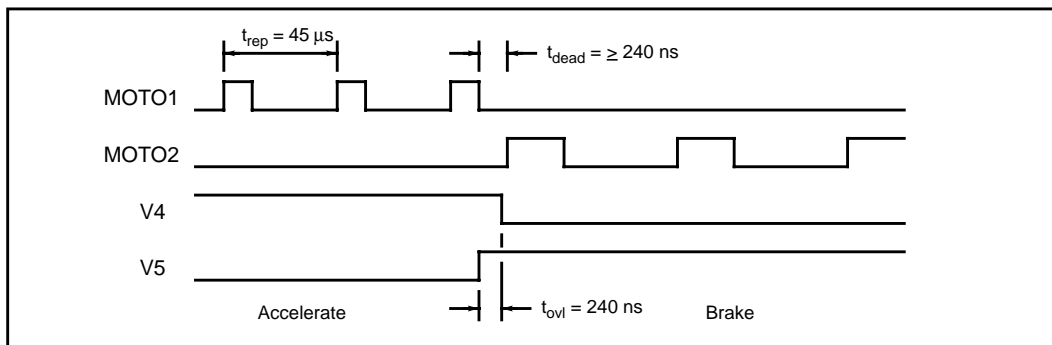 t_rep = 45 μs
t_dead = ≥ 240 ns
MOTO1
MOTO2
V4
V5
Accelerate
t_ovl = 240 ns
Brake